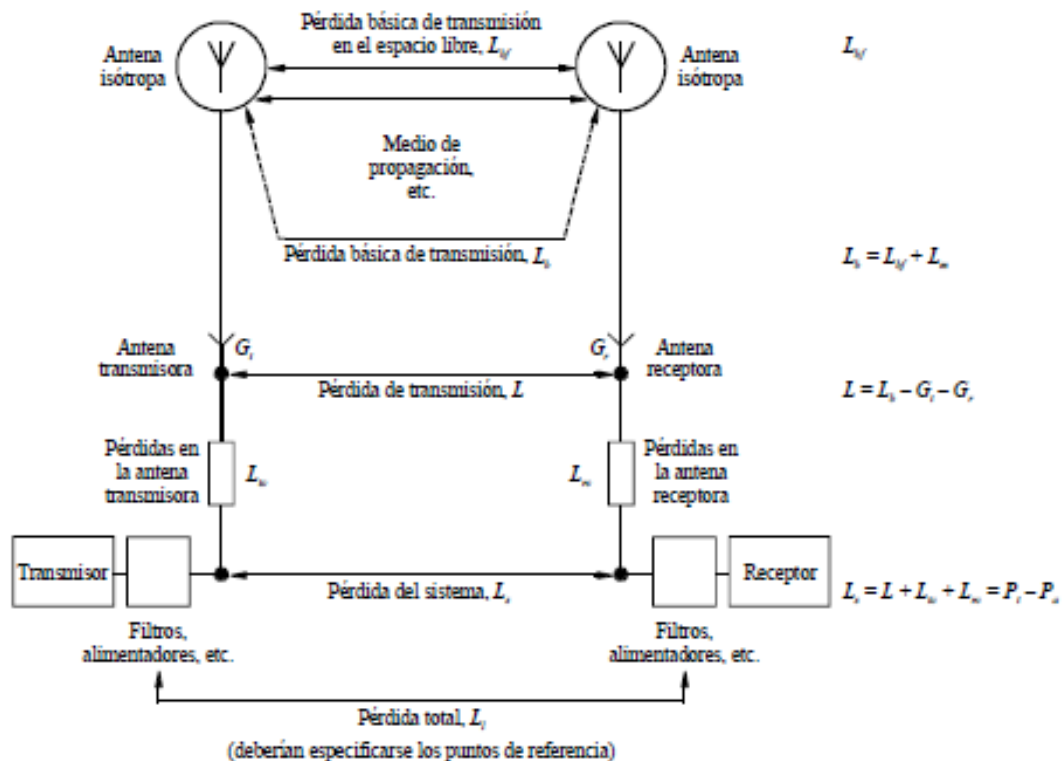 Pérdida básica de transmisión
en el espacio libre, L_bf
Antena
isótropa
Antena
isótropa
L_bf
Medio de
propagación,
etc.
Pérdida básica de transmisión, L_b
L_b = L_bf + L_m
Antena
transmisora
G_t
G_r
Antena
receptora
Pérdida de transmisión, L
L = L_b – G_t – G_r
Pérdidas en
la antena
transmisora
L_tc
L_rc
Pérdidas en
la antena
receptora
Transmisor
Receptor
Pérdida del sistema, L_s
L_s = L + L_tc + L_rc = P_t – P_a
Filtros,
alimentadores, etc.
Filtros,
alimentadores, etc.
Pérdida total, L_l
(deberían especificarse los puntos de referencia)